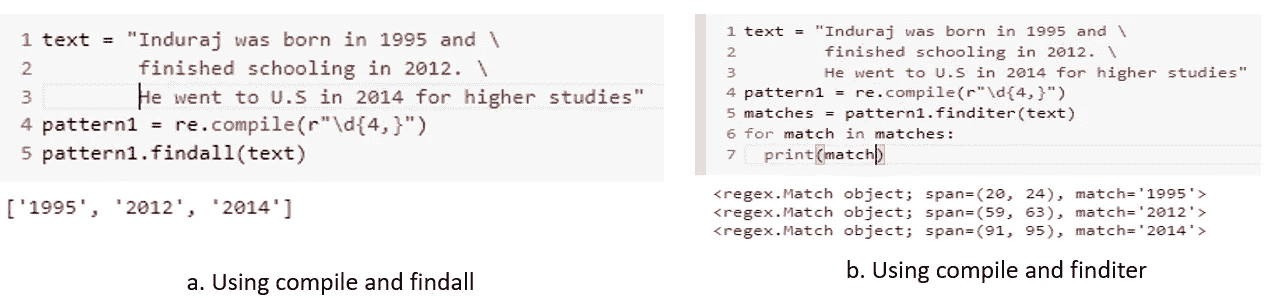 1 text = "Induraj was born in 1995 and \
2         finished schooling in 2012. \
3         He went to U.S in 2014 for higher studies"
4 pattern1 = re.compile(r"\d{4,}")
5 pattern1.findall(text)
['1995', '2012', '2014']
a. Using compile and findall
1 text = "Induraj was born in 1995 and \
2         finished schooling in 2012. \
3         He went to U.S in 2014 for higher studies"
4 pattern1 = re.compile(r"\d{4,}")
5 matches = pattern1.finditer(text)
6 for match in matches:
7   print(match)
<regex.Match object; span=(20, 24), match='1995'>
<regex.Match object; span=(59, 63), match='2012'>
<regex.Match object; span=(91, 95), match='2014'>
b. Using compile and finditer